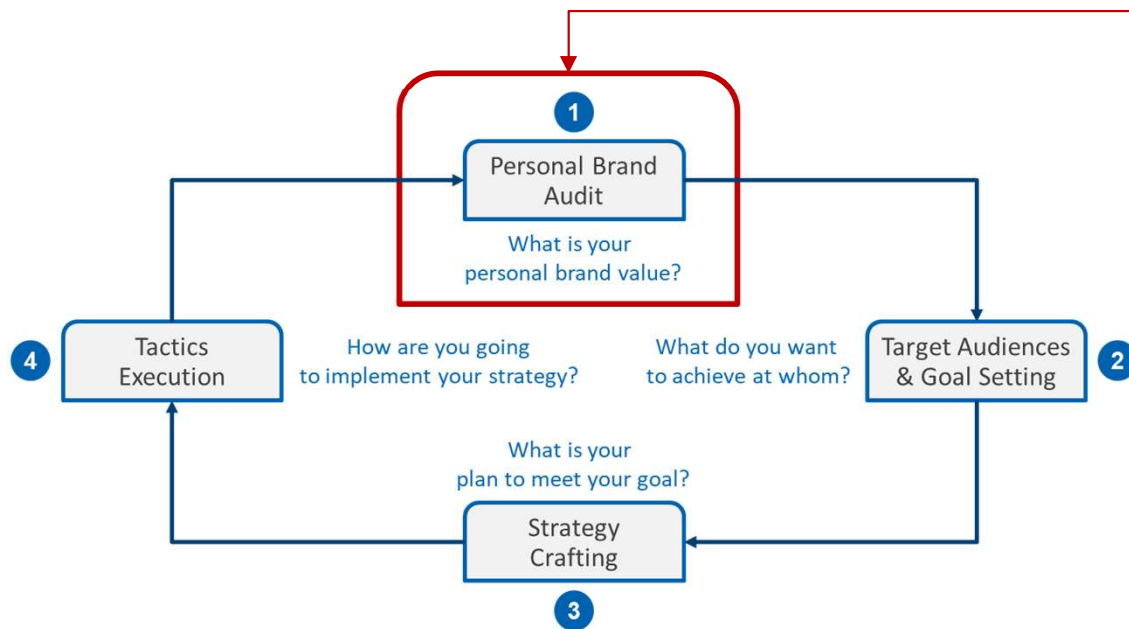 1
Personal Brand
Audit
What is your
personal brand value?
4
Tactics
Execution
How are you going
to implement your strategy?
What do you want
to achieve at whom?
Target Audiences
& Goal Setting
2
What is your
plan to meet your goal?
Strategy
Crafting
3